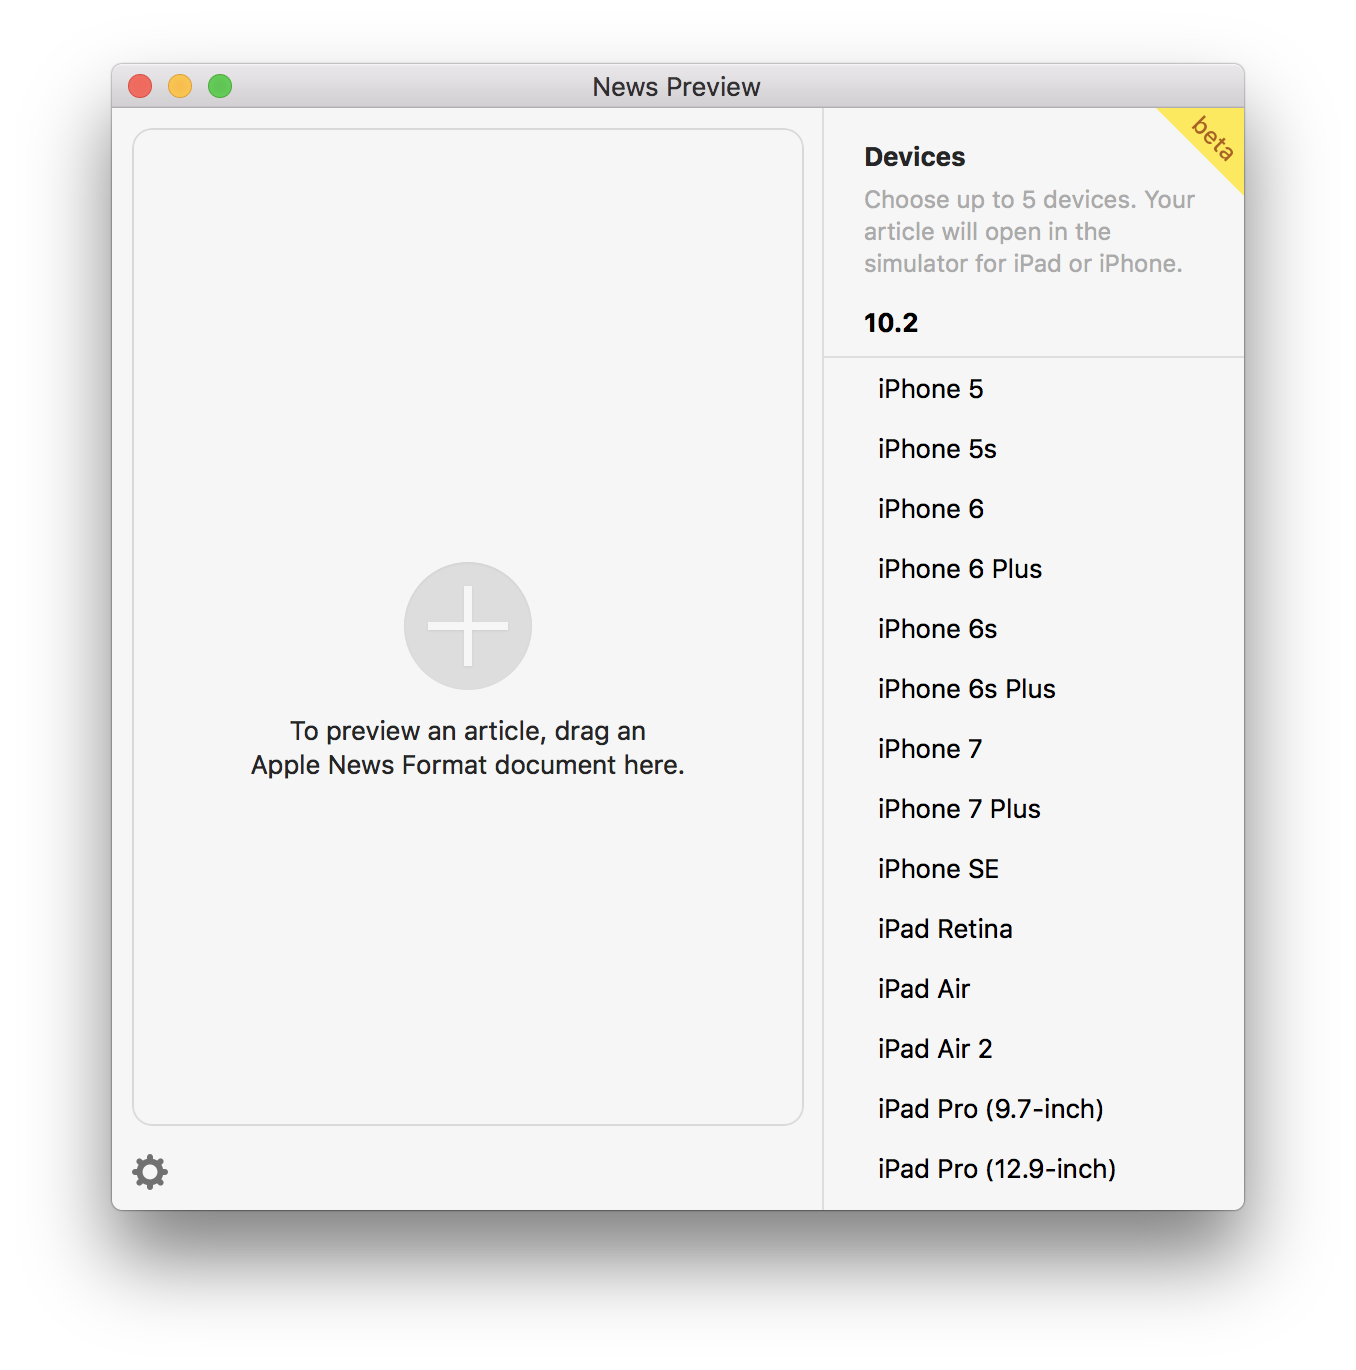 News Preview
To preview an article, drag an
Apple News Format document here.
beta
Devices
Choose up to 5 devices. Your
article will open in the
simulator for iPad or iPhone.
10.2
iPhone 5
iPhone 5s
iPhone 6
iPhone 6 Plus
iPhone 6s
iPhone 6s Plus
iPhone 7
iPhone 7 Plus
iPhone SE
iPad Retina
iPad Air
iPad Air 2
iPad Pro (9.7-inch)
iPad Pro (12.9-inch)